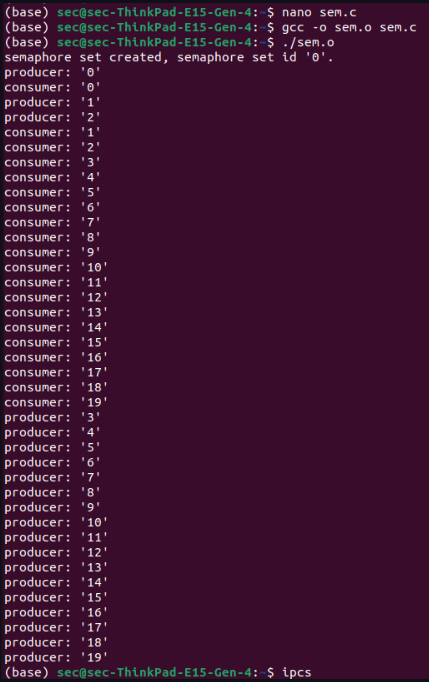 (base) sec@sec-ThinkPad-E15-Gen-4:~$ nano sem.c
(base) sec@sec-ThinkPad-E15-Gen-4:~$ gcc -o sem.o sem.c
(base) sec@sec-ThinkPad-E15-Gen-4:~$ ./sem.o
semaphore set created, semaphore set id '0'.
producer: '0'
consumer: '0'
producer: '1'
producer: '2'
consumer: '1'
consumer: '2'
consumer: '3'
consumer: '4'
consumer: '5'
consumer: '6'
consumer: '7'
consumer: '8'
consumer: '9'
consumer: '10'
consumer: '11'
consumer: '12'
consumer: '13'
consumer: '14'
consumer: '15'
consumer: '16'
consumer: '17'
consumer: '18'
consumer: '19'
producer: '3'
producer: '4'
producer: '5'
producer: '6'
producer: '7'
producer: '8'
producer: '9'
producer: '10'
producer: '11'
producer: '12'
producer: '13'
producer: '14'
producer: '15'
producer: '16'
producer: '17'
producer: '18'
producer: '19'
(base) sec@sec-ThinkPad-E15-Gen-4:~$ ipcs